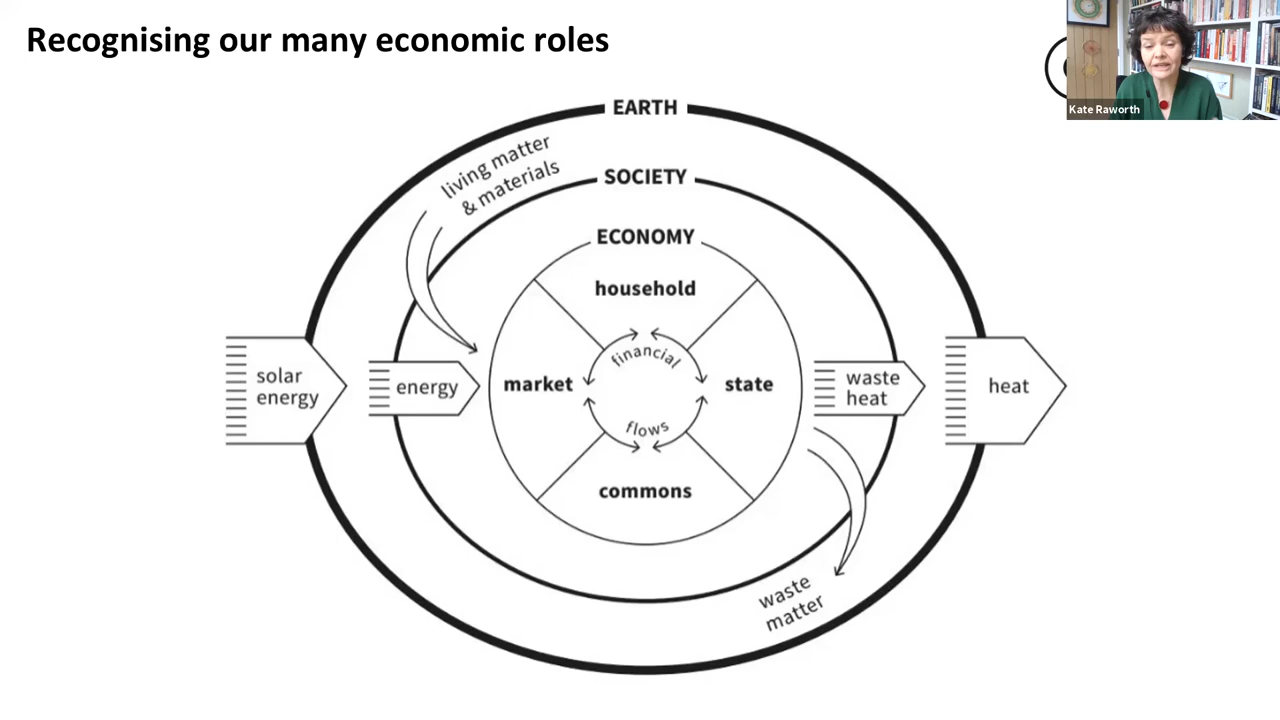 Recognising our many economic roles
Kate Raworth
EARTH
living matter
& materials
SOCIETY
ECONOMY
household
financial
solar
energy
energy
market
state
waste
heat
heat
flows
commons
waste
matter